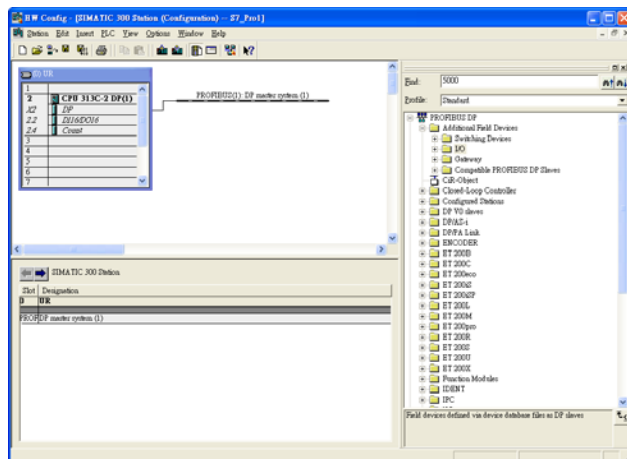 HW Config - [SIMATIC 300 Station (Configuration) -- S7_Pro1]
Station Edit Insert PLC View Options Window Help
(0) UR
1
2 CPU 313C-2 DP(1)
X2 DP
2.2 DI16/DO16
2.4 Count
3
4
5
6
7
PROFIBUS(1): DP master system (1)
SIMATIC 300 Station
Slot Designation
0 UR
PROFI DP master system (1)
Find: 5000
Profile: Standard
PROFIBUS DP
Additional Field Devices
Switching Devices
I/O
Gateway
Compatible PROFIBUS DP Slaves
CiR-Object
Closed-Loop Controller
Configured Stations
DP V0 slaves
DP/AS-i
DP/PA Link
ENCODER
ET 200B
ET 200C
ET 200eco
ET 200iS
ET 200iSP
ET 200L
ET 200M
ET 200pro
ET 200R
ET 200S
ET 200U
ET 200X
Function Modules
IDENT
IPC
Field devices defined via device database files as DP slaves